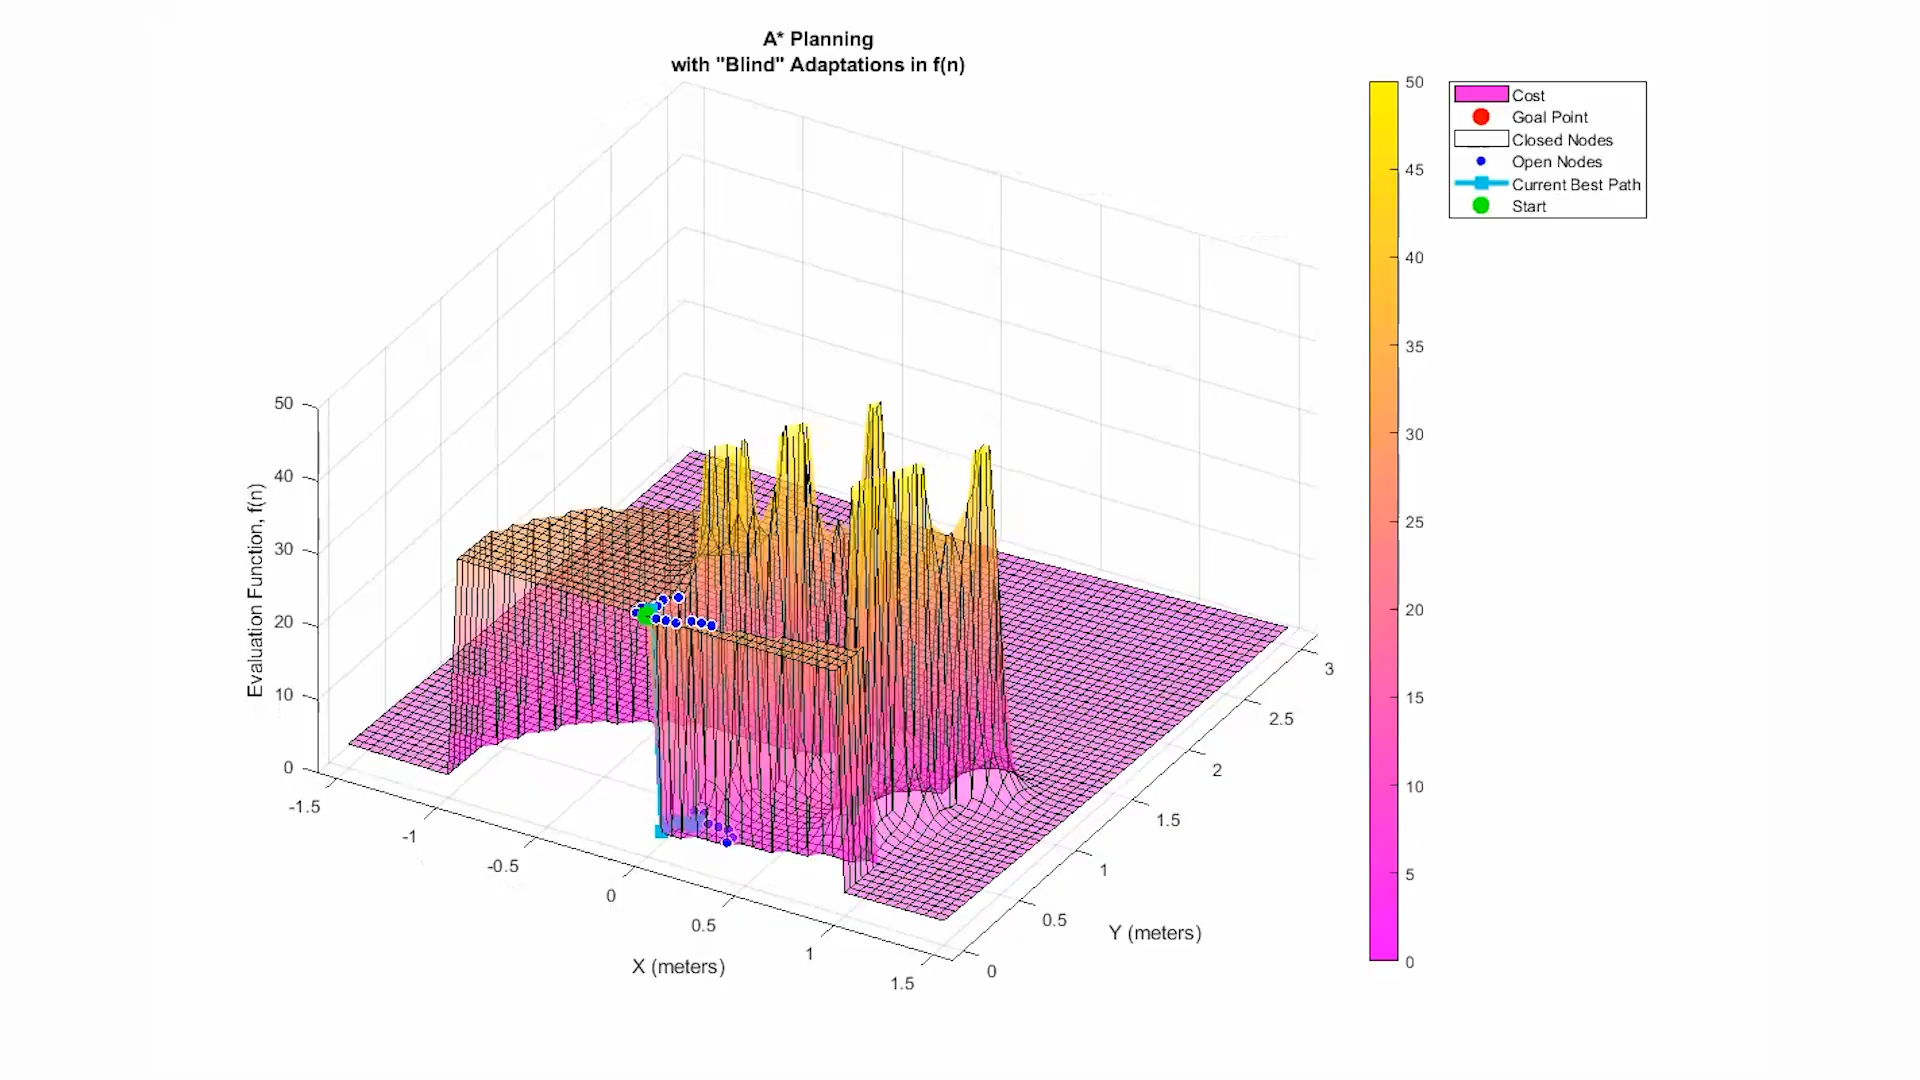 A* Planning
with "Blind" Adaptations in f(n)
Evaluation Function, f(n)
50
40
30
20
10
0
-1.5
-1
-0.5
0
0.5
1
1.5
X (meters)
0
0.5
1
1.5
2
2.5
3
Y (meters)
50
45
40
35
30
25
20
15
10
5
0
Cost
Goal Point
Closed Nodes
Open Nodes
Current Best Path
Start